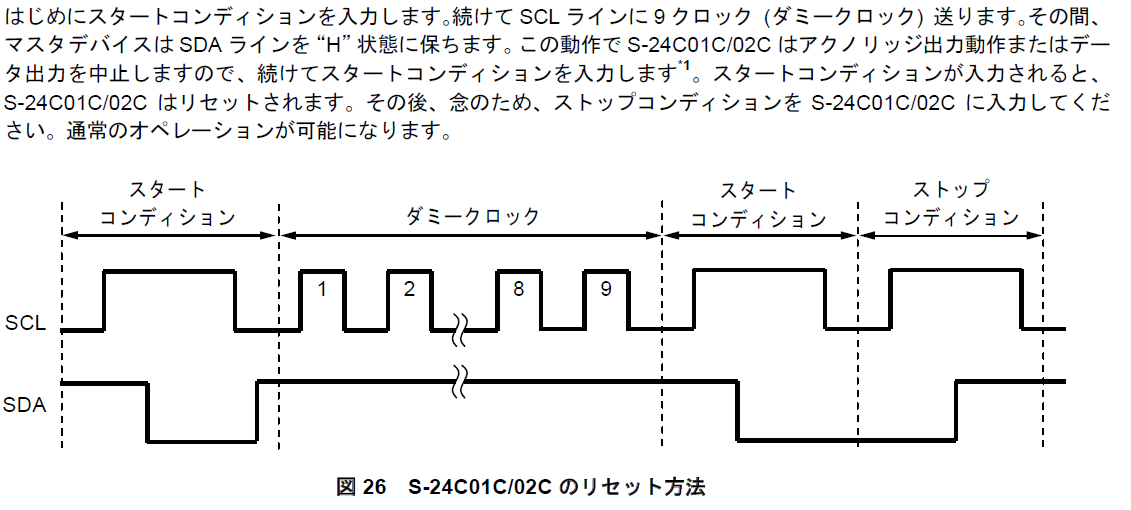 はじめにスタートコンディションを入力します。続けて SCL ラインに 9 クロック (ダミークロック) 送ります。その間、
マスタデバイスは SDA ラインを “H” 状態に保ちます。この動作で S-24C01C/02C はアクノリッジ出力動作またはデー
タ出力を中止しますので、続けてスタートコンディションを入力します*1。スタートコンディションが入力されると、
S-24C01C/02C はリセットされます。その後、念のため、ストップコンディションを S-24C01C/02C に入力してくだ
さい。通常のオペレーションが可能になります。
スタート
コンディション
ダミークロック
スタート
コンディション
ストップ
コンディション
SCL
1
2
8
9
SDA
図 26 S-24C01C/02C のリセット方法